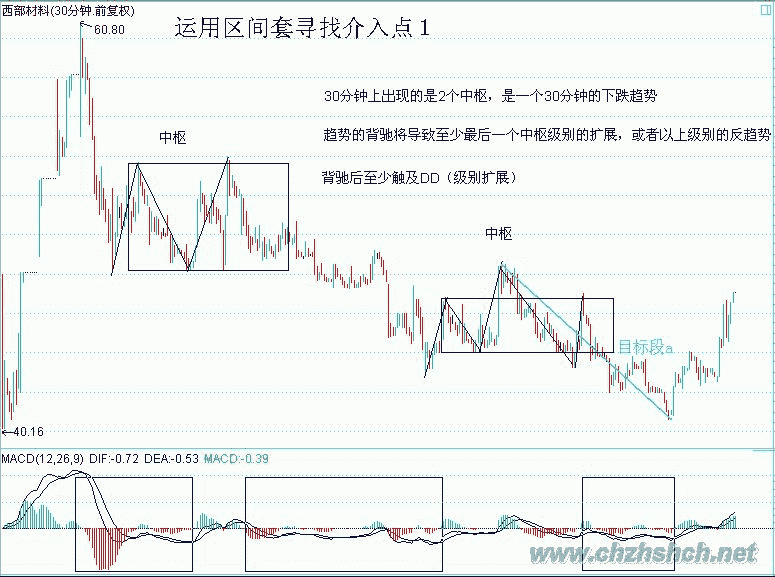 西部材料(30分钟.前复权)
60.80
运用区间套寻找介入点1
30分钟上出现的是2个中枢，是一个30分钟的下跌趋势
中枢
趋势的背驰将导致至少最后一个中枢级别的扩展，或者以上级别的反趋势
背驰后至少触及DD（级别扩展）
中枢
目标段a
40.16
MACD(12,26,9) DIF:-0.72 DEA:-0.53 MACD:-0.39
www.chzhshch.net